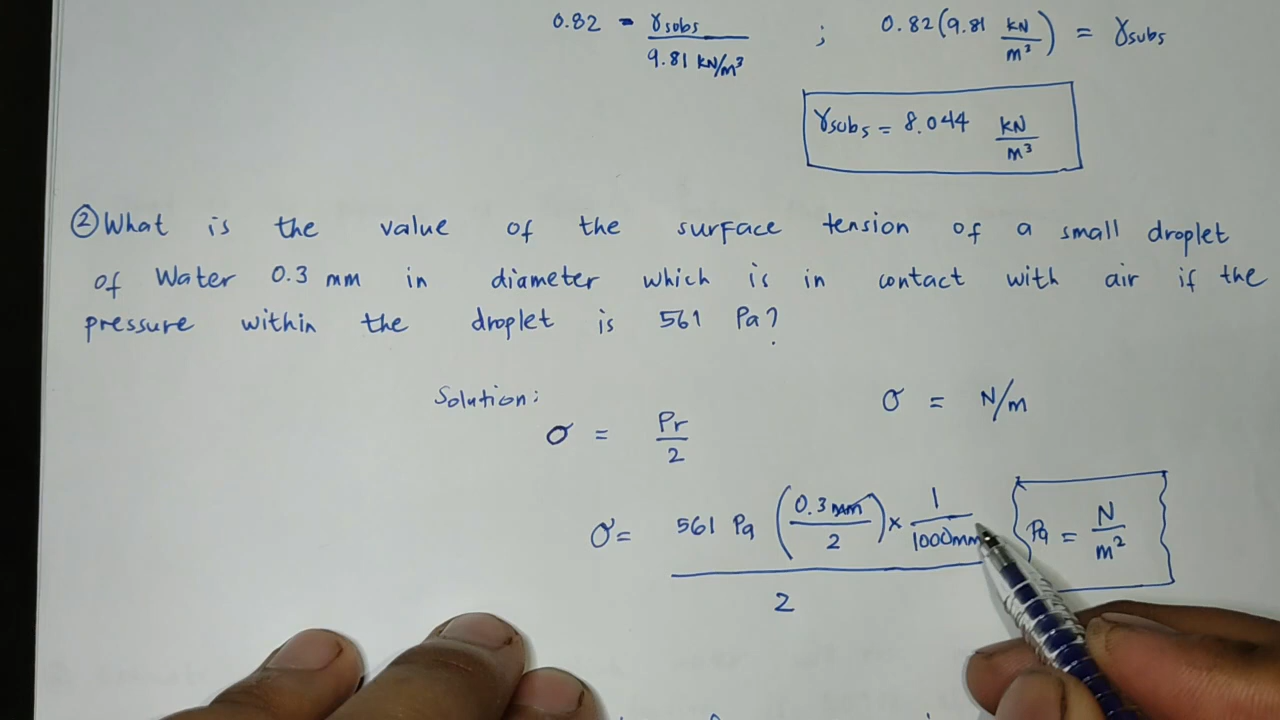 0.82 = γsubs / 9.81 kN/m³ ; 0.82 (9.81 kN/m³) = γsubs
γsubs = 8.044 kN/m³
② What is the value of the surface tension of a small droplet
of Water 0.3 mm in diameter which is in contact with air if the
pressure within the droplet is 561 Pa?
Solution:
σ = N/m
σ = Pr/2
σ = 561 Pa (0.3 mm / 2) × 1 / 1000mm / 2
Pa = N/m²